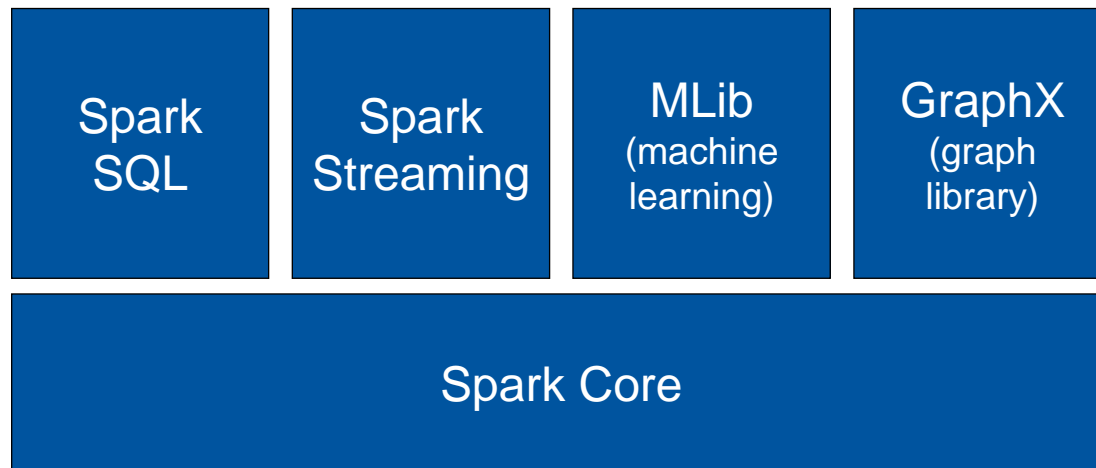 Spark
SQL
Spark
Streaming
MLib
(machine
learning)
GraphX
(graph
library)
Spark Core